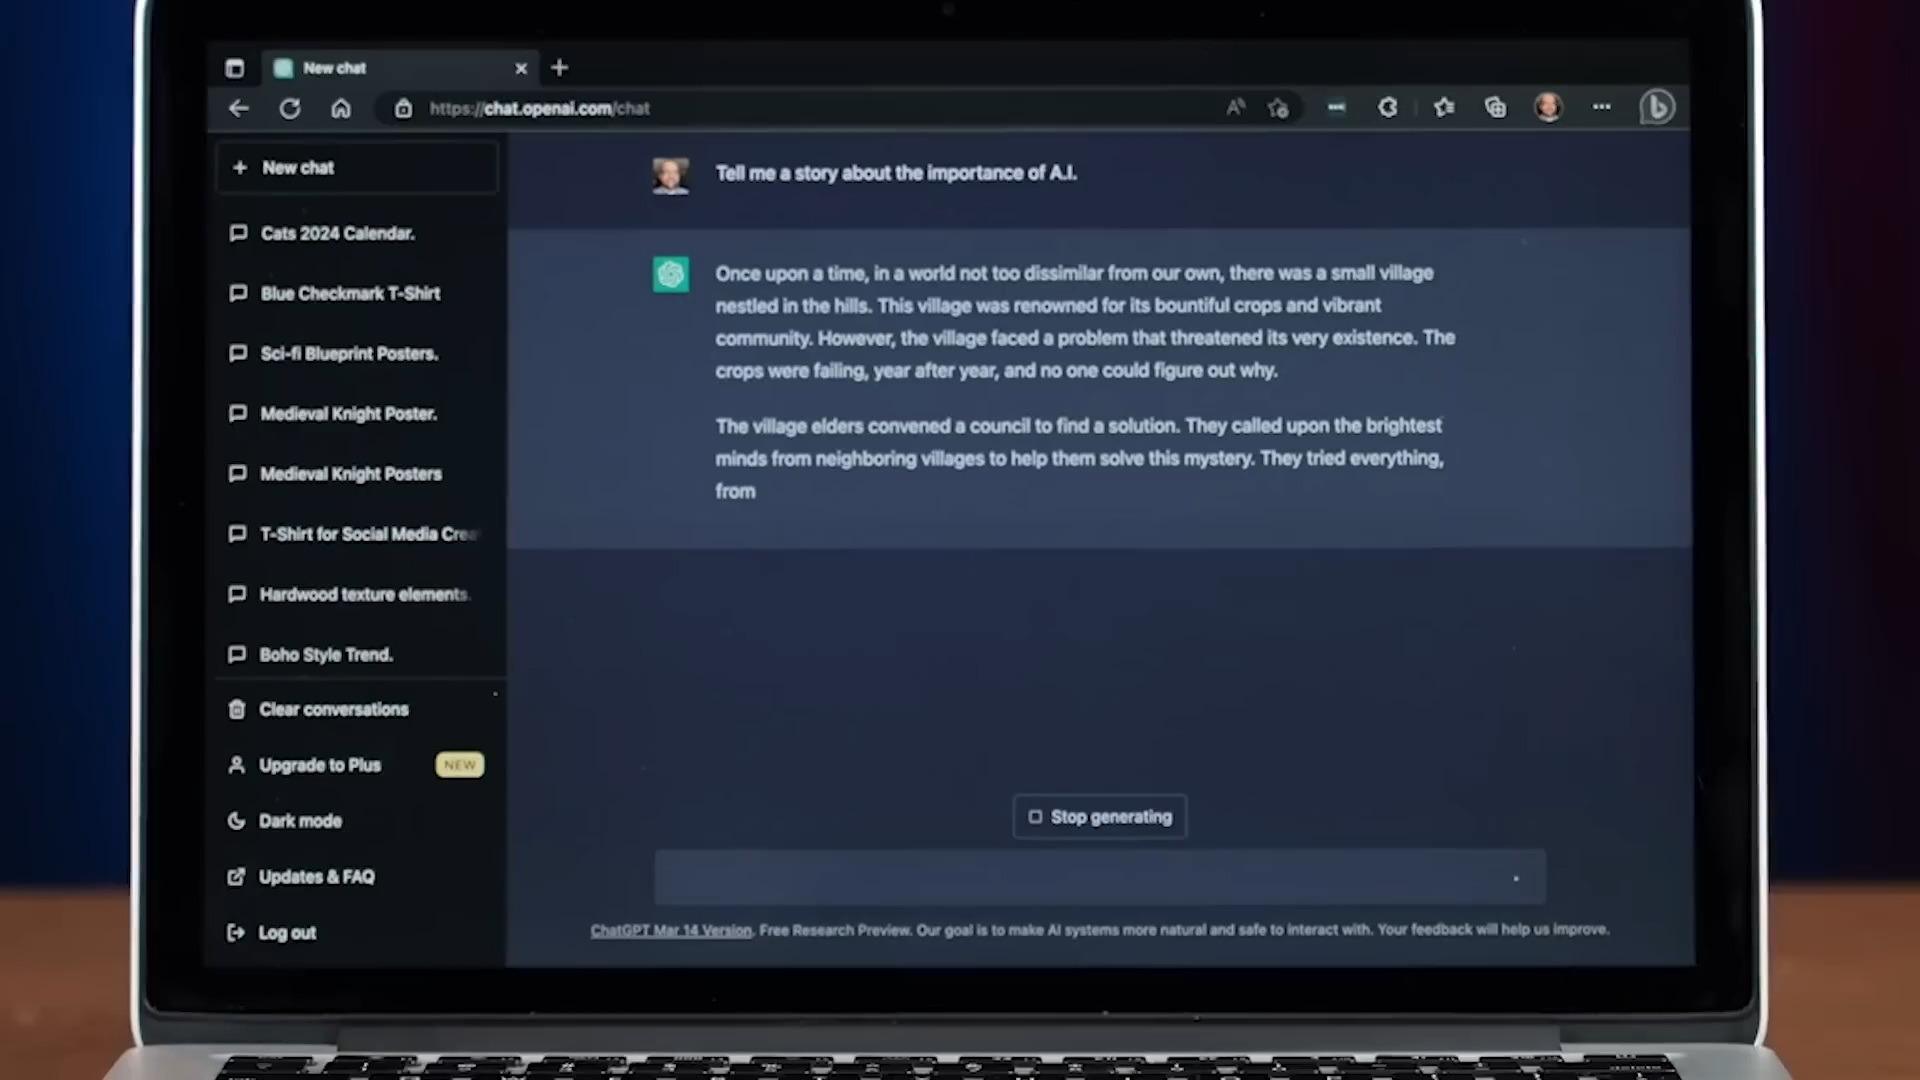 New chat
https://chat.openai.com/chat
New chat
Cats 2024 Calendar.
Blue Checkmark T-Shirt
Sci-fi Blueprint Posters.
Medieval Knight Poster.
Medieval Knight Posters
T-Shirt for Social Media Crea
Hardwood texture elements.
Boho Style Trend.
Clear conversations
Upgrade to Plus NEW
Dark mode
Updates & FAQ
Log out
Tell me a story about the importance of A.I.
Once upon a time, in a world not too dissimilar from our own, there was a small village
nestled in the hills. This village was renowned for its bountiful crops and vibrant
community. However, the village faced a problem that threatened its very existence. The
crops were failing, year after year, and no one could figure out why.
The village elders convened a council to find a solution. They called upon the brightest
minds from neighboring villages to help them solve this mystery. They tried everything,
from
Stop generating
ChatGPT Mar 14 Version. Free Research Preview. Our goal is to make AI systems more natural and safe to interact with. Your feedback will help us improve.